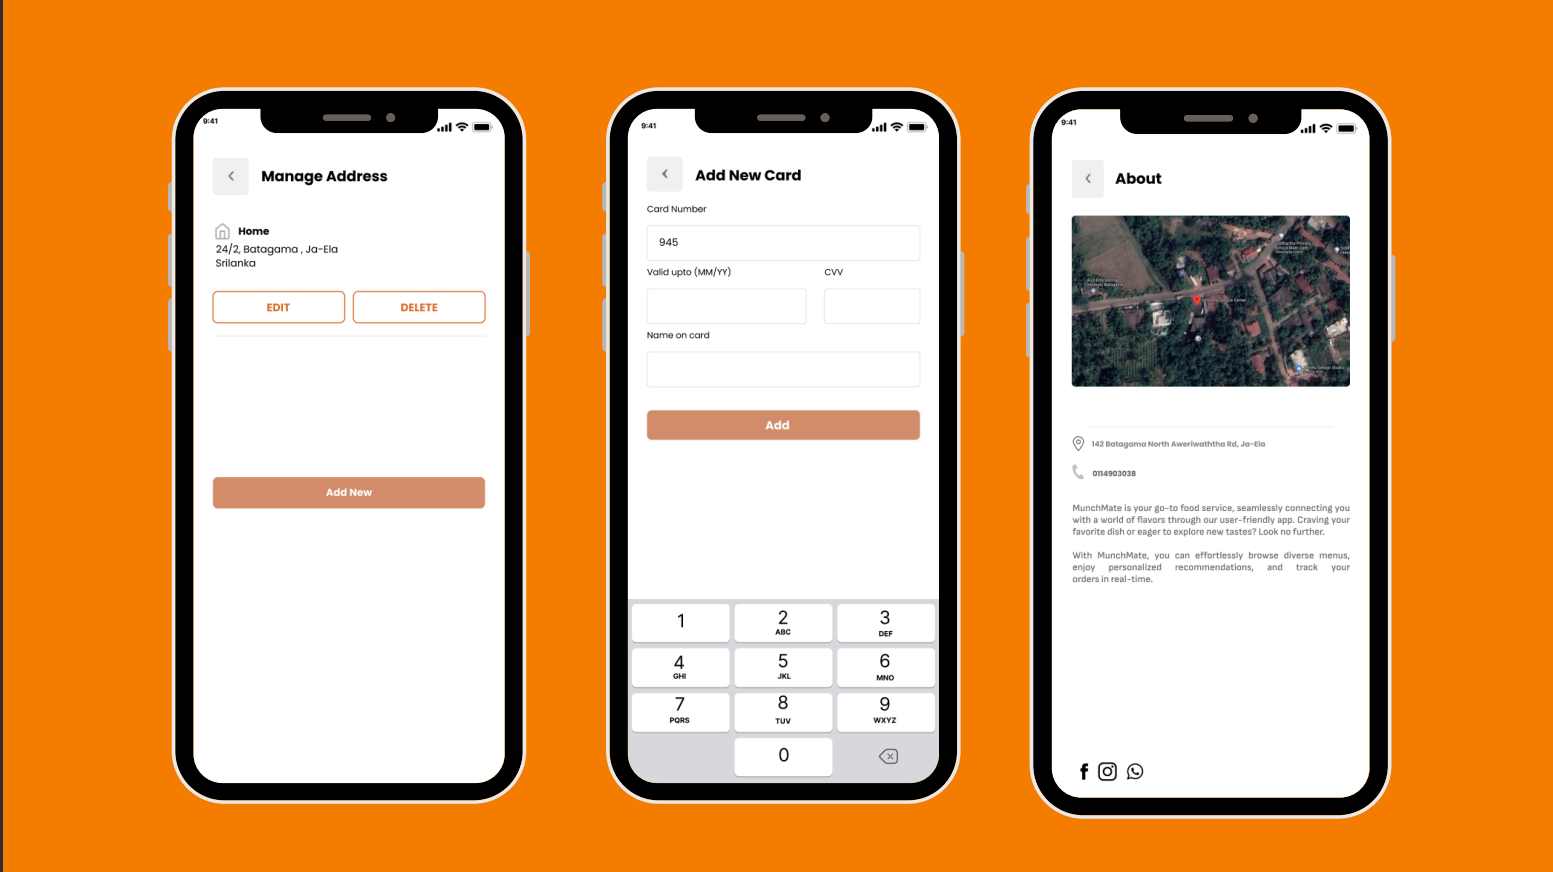 9:41
Manage Address
Home
24/2, Batagama , Ja-Ela
Srilanka
EDIT
DELETE
Add New
9:41
Add New Card
Card Number
945
Valid upto (MM/YY)
CVV
Name on card
Add
1
2
ABC
3
DEF
4
GHI
5
JKL
6
MNO
7
PQRS
8
TUV
9
WXYZ
0
9:41
About
142 Batagama North Aweriwaththa Rd, Ja-Ela
0114903038
MunchMate is your go-to food service, seamlessly connecting you
with a world of flavors through our user-friendly app. Craving your
favorite dish or eager to explore new tastes? Look no further.
With MunchMate, you can effortlessly browse diverse menus,
enjoy personalized recommendations, and track your
orders in real-time.